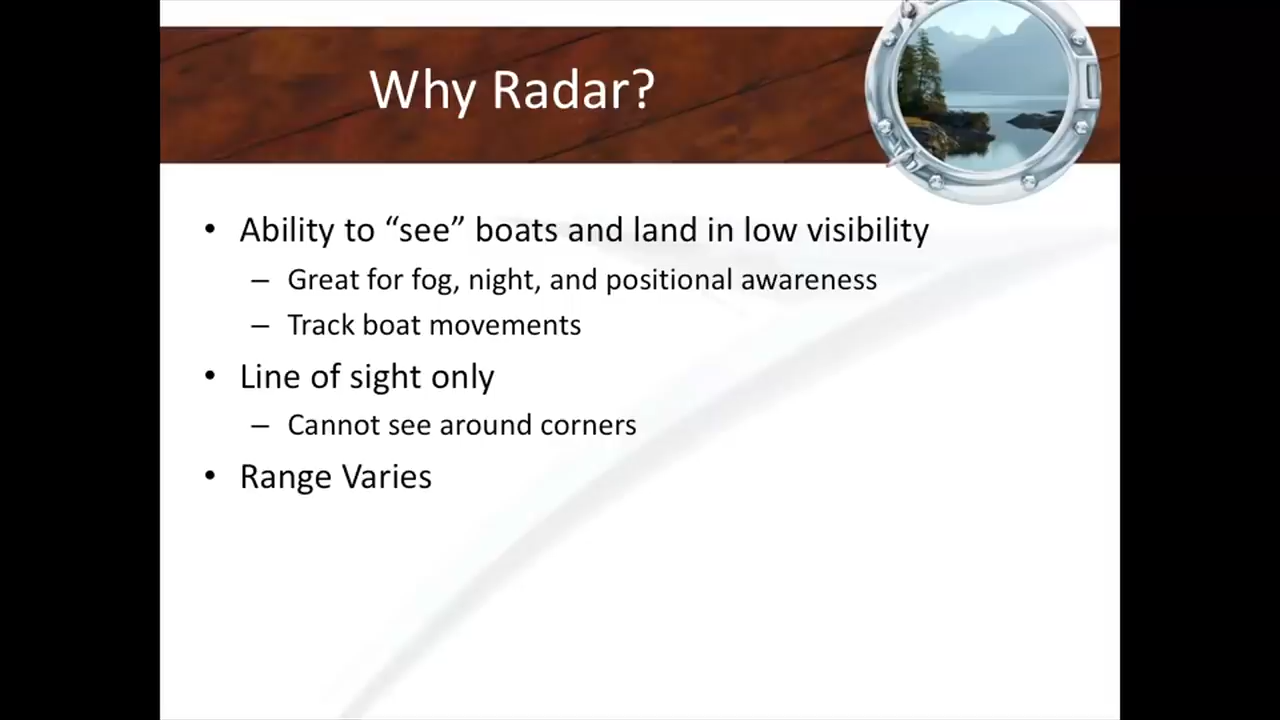 Why Radar?
• Ability to “see” boats and land in low visibility
– Great for fog, night, and positional awareness
– Track boat movements
• Line of sight only
– Cannot see around corners
• Range Varies